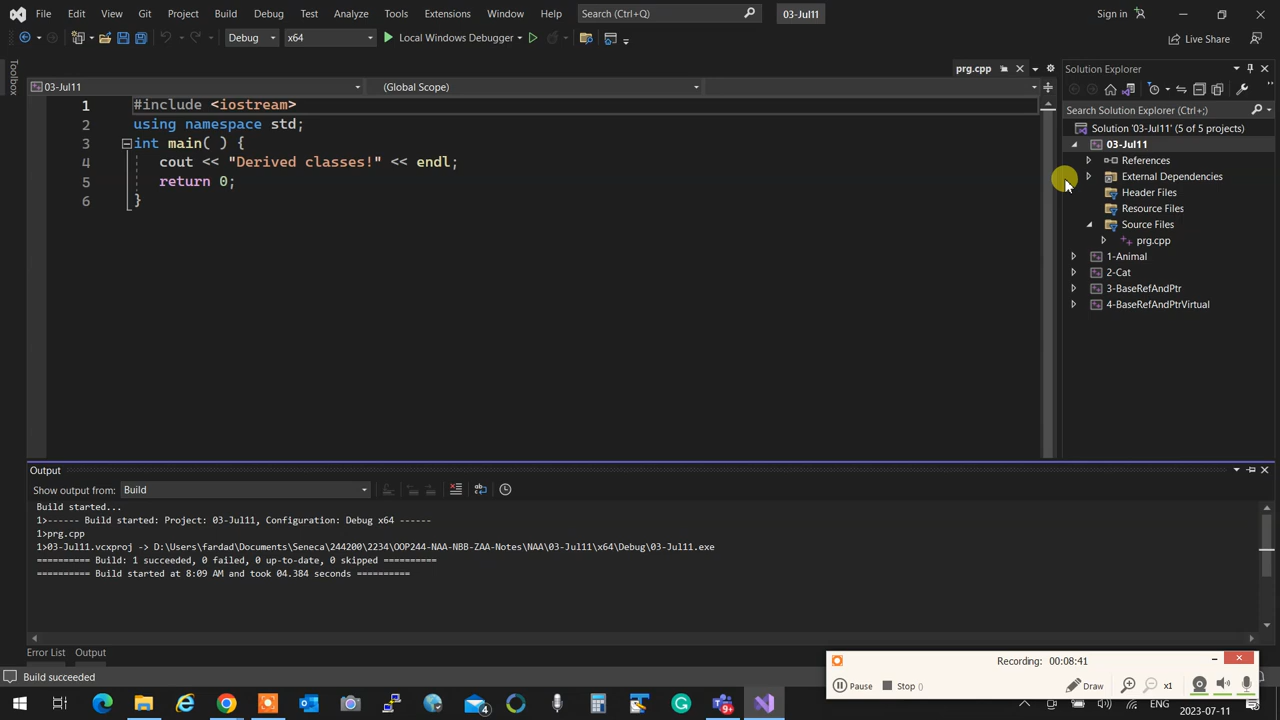 File Edit View Git Project Build Debug Test Analyze Tools Extensions Window Help Search (Ctrl+Q) 03-Jul11 Sign in
Debug x64 Local Windows Debugger Live Share
Toolbox
prg.cpp
03-Jul11 (Global Scope)
1 #include <iostream>
2 using namespace std;
3 int main( ) {
4 cout << "Derived classes!" << endl;
5 return 0;
6 }
Solution Explorer
Search Solution Explorer (Ctrl+;)
Solution '03-Jul11' (5 of 5 projects)
03-Jul11
References
External Dependencies
Header Files
Resource Files
Source Files
prg.cpp
1-Animal
2-Cat
3-BaseRefAndPtr
4-BaseRefAndPtrVirtual
Output
Show output from: Build
Build started...
1>------ Build started: Project: 03-Jul11, Configuration: Debug x64 ------
1>prg.cpp
1>03-Jul11.vcxproj -> D:\Users\fardad\Documents\Seneca\244200\2234\OOP244-NAA-NBB-ZAA-Notes\NAA\03-Jul11\x64\Debug\03-Jul11.exe
========== Build: 1 succeeded, 0 failed, 0 up-to-date, 0 skipped ==========
========== Build started at 8:09 AM and took 04.384 seconds ==========
Error List Output
Build succeeded
Recording: 00:08:41
Pause Stop () Draw x1
4 9+ ENG 2023-07-11